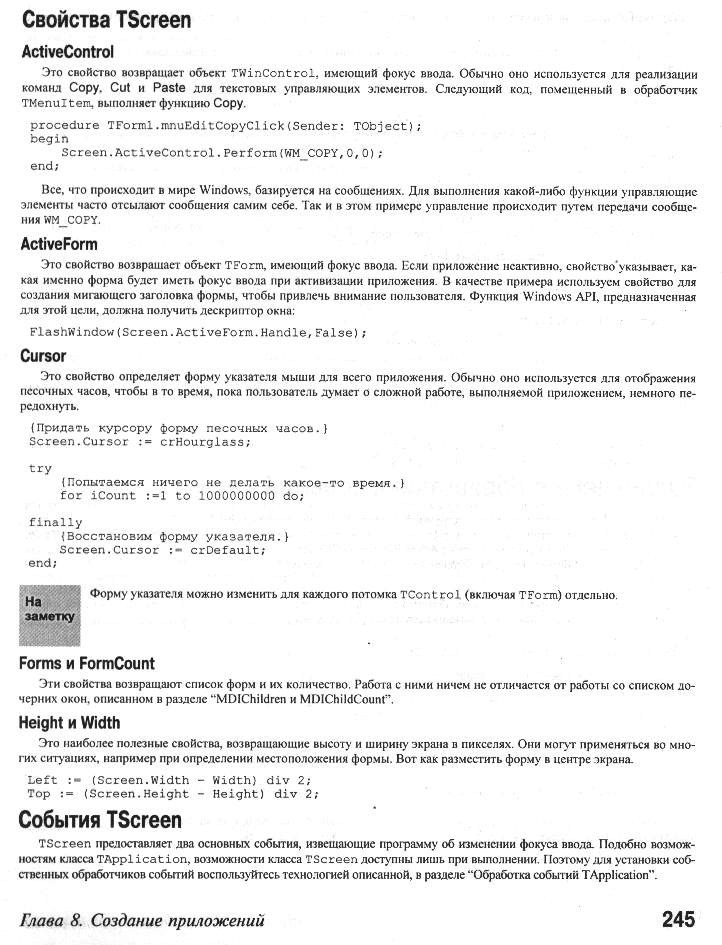 Свойства TScreen
ActiveControl
Это свойство возвращает объект TWinControl, имеющий фокус ввода. Обычно оно используется для реализации
команд Copy, Cut и Paste для текстовых управляющих элементов. Следующий код, помещенный в обработчик
TMenuItem, выполняет функцию Copy.
procedure TForm1.mnuEditCopyClick(Sender: TObject);
begin
Screen.ActiveControl.Perform(WM_COPY,0,0);
end;
Все, что происходит в мире Windows, базируется на сообщениях. Для выполнения какой-либо функции управляющие
элементы часто отсылают сообщения самим себе. Так и в этом примере управление происходит путем передачи сообще-
ния WM_COPY.
ActiveForm
Это свойство возвращает объект TForm, имеющий фокус ввода. Если приложение неактивно, свойство указывает, ка-
кая именно форма будет иметь фокус ввода при активизации приложения. В качестве примера используем свойство для
создания мигающего заголовка формы, чтобы привлечь внимание пользователя. Функция Windows API, предназначенная
для этой цели, должна получить дескриптор окна:
FlashWindow(Screen.ActiveForm.Handle,False);
Cursor
Это свойство определяет форму указателя мыши для всего приложения. Обычно оно используется для отображения
песочных часов, чтобы в то время, пока пользователь думает о сложной работе, выполняемой приложением, немного пе-
редохнуть.
{Придать курсору форму песочных часов.}
Screen.Cursor := crHourglass;
try
{Попытаемся ничего не делать какое-то время.}
for iCount :=1 to 1000000000 do;
finally
{Восстановим форму указателя.}
Screen.Cursor := crDefault;
end;
На
заметку
Форму указателя можно изменить для каждого потомка TControl (включая TForm) отдельно.
Forms и FormCount
Эти свойства возвращают список форм и их количество. Работа с ними ничем не отличается от работы со списком до-
черних окон, описанном в разделе “MDIChildren и MDIChildCount”.
Height и Width
Это наиболее полезные свойства, возвращающие высоту и ширину экрана в пикселях. Они могут применяться во мно-
гих ситуациях, например при определении местоположения формы. Вот как разместить форму в центре экрана.
Left := (Screen.Width - Width) div 2;
Top := (Screen.Height - Height) div 2;
События TScreen
TScreen предоставляет два основных события, извещающие программу об изменении фокуса ввода. Подобно возмож-
ностям класса TApplication, возможности класса TScreen доступны лишь при выполнении. Поэтому для установки соб-
ственных обработчиков событий воспользуйтесь технологией описанной, в разделе “Обработка событий TApplication”.
Глава 8. Создание приложений 245